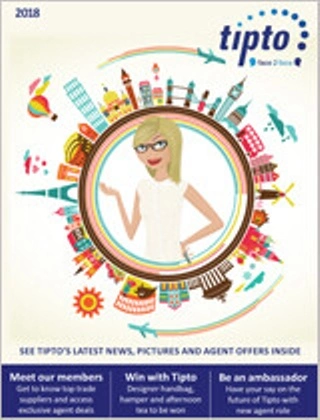 2018
tipto
face 2 face
SEE TIPTO'S LATEST NEWS, PICTURES AND AGENT OFFERS INSIDE
Meet our members
Get to know top trade
suppliers and access
exclusive agent deals
Win with Tipto
Designer handbag,
hamper and afternoon
tea to be won
Be an ambassador
Have your say on the
future of Tipto with
new agent role